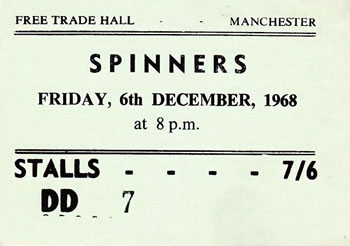 FREE TRADE HALL - - MANCHESTER
SPINNERS
FRIDAY, 6th DECEMBER, 1968
at 8 p.m.
STALLS - - - - 7/6
DD 7